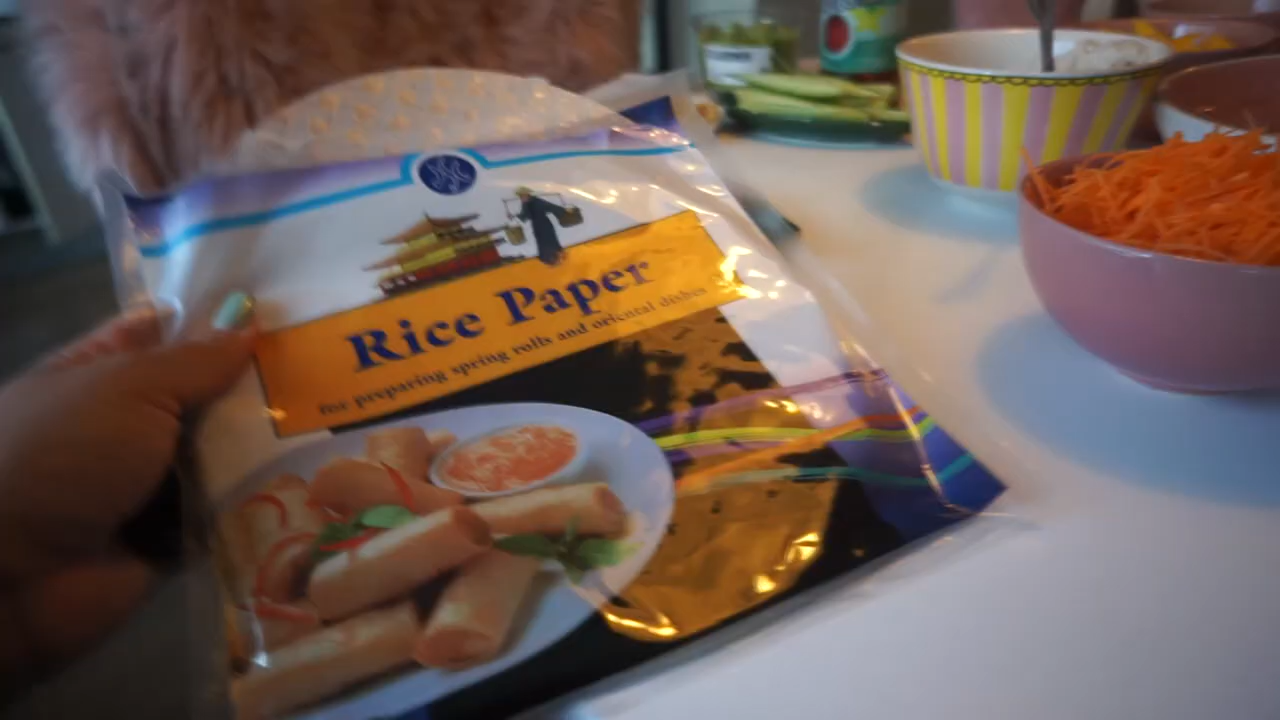 Rice Paper
for preparing spring rolls and oriental dishes